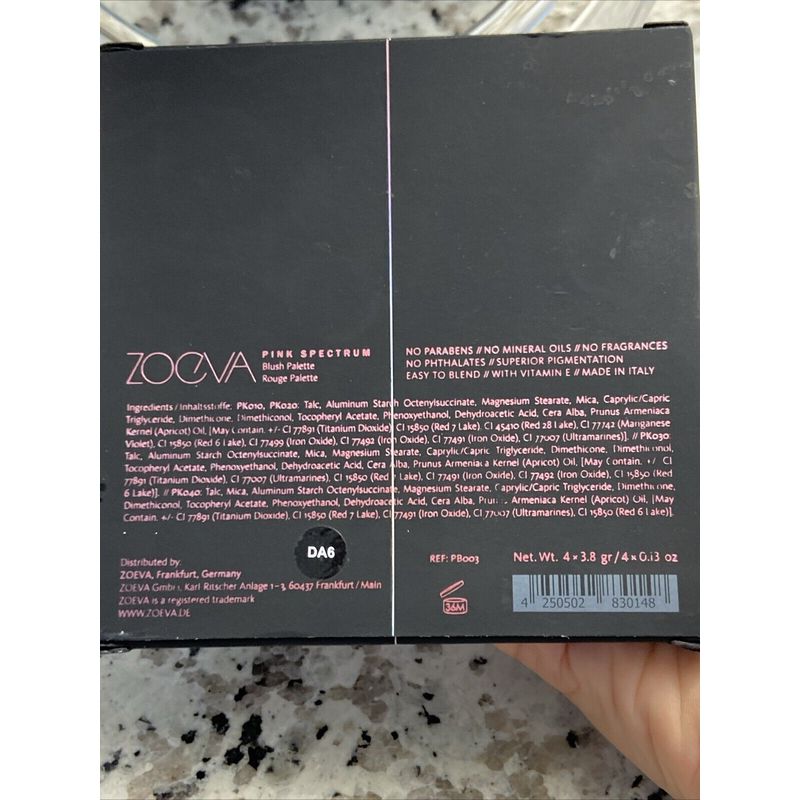 ZOEVA
PINK SPECTRUM
Blush Palette
Rouge Palette
NO PARABENS // NO MINERAL OILS // NO FRAGRANCES
NO PHTHALATES // SUPERIOR PIGMENTATION
EASY TO BLEND // WITH VITAMIN E // MADE IN ITALY
Ingredients / Inhaltsstoffe: PK010, PK020: Talc, Aluminum Starch Octenylsuccinate, Magnesium Stearate, Mica, Caprylic/Capric
Triglyceride, Dimethicone, Dimethiconol, Tocopheryl Acetate, Phenoxyethanol, Dehydroacetic Acid, Cera Alba, Prunus Armeniaca
Kernel (Apricot) Oil, [May Contain. +/- CI 77891 (Titanium Dioxide), CI 15850 (Red 7 Lake), CI 45410 (Red 28 Lake), CI 77742 (Manganese
Violet), CI 15850 (Red 6 Lake), CI 77499 (Iron Oxide), CI 77492 (Iron Oxide), CI 77491 (Iron Oxide), CI 77007 (Ultramarines)]. // PK030:
Talc, Aluminum Starch Octenylsuccinate, Mica, Magnesium Stearate, Caprylic/Capric Triglyceride, Dimethicone, Dimethiconol,
Tocopheryl Acetate, Phenoxyethanol, Dehydroacetic Acid, Cera Alba, Prunus Armeniaca Kernel (Apricot) Oil, [May Contain. +/- CI
77891 (Titanium Dioxide), CI 77007 (Ultramarines), CI 15850 (Red 7 Lake), CI 77491 (Iron Oxide), CI 77492 (Iron Oxide), CI 15850 (Red
6 Lake)]. // PK040: Talc, Mica, Aluminum Starch Octenylsuccinate, Magnesium Stearate, Caprylic/Capric Triglyceride, Dimethicone,
Dimethiconol, Tocopheryl Acetate, Phenoxyethanol, Dehydroacetic Acid, Cera Alba, Prunus Armeniaca Kernel (Apricot) Oil, [May
Contain. +/- CI 77891 (Titanium Dioxide), CI 15850 (Red 7 Lake), CI 77491 (Iron Oxide), CI 77007 (Ultramarines), CI 15850 (Red 6 Lake)].
DA6
Distributed by:
ZOEVA, Frankfurt, Germany
ZOEVA GmbH, Karl Ritscher Anlage 1-3, 60437 Frankfurt / Main
ZOEVA is a registered trademark
WWW.ZOEVA.DE
REF: PB003
Net. Wt. 4 x 3.8 gr / 4 x 0.13 oz
36M
4 250502 830148